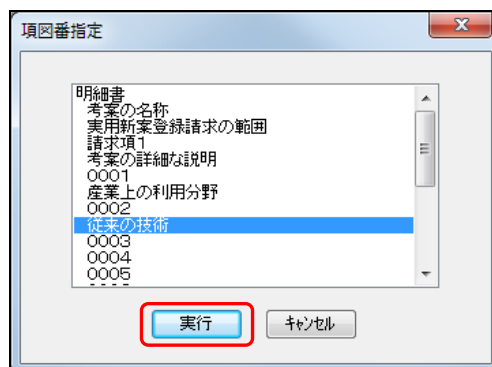 項図番指定
明細書
考案の名称
実用新案登録請求の範囲
請求項1
考案の詳細な説明
0001
産業上の利用分野
0002
従来の技術
0003
0004
0005
実行 キャンセル